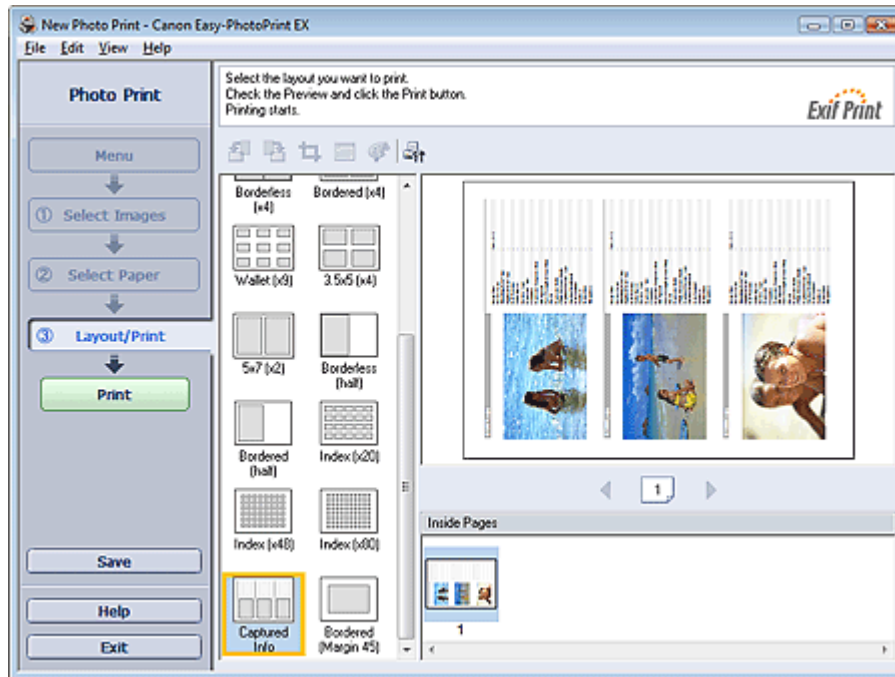 New Photo Print - Canon Easy-PhotoPrint EX
File Edit View Help
Photo Print
Menu
① Select Images
② Select Paper
③ Layout/Print
Print
Save
Help
Exit
Select the layout you want to print.
Check the Preview and click the Print button.
Printing starts.
Exif Print
Borderless
(x4)
Bordered (x4)
Wallet (x9)
3.5x5 (x4)
5x7 (x2)
Borderless
(half)
Bordered
(half)
Index (x20)
Index (x48)
Index (x80)
Captured
Info
Bordered
(Margin 45)
1
Inside Pages
1